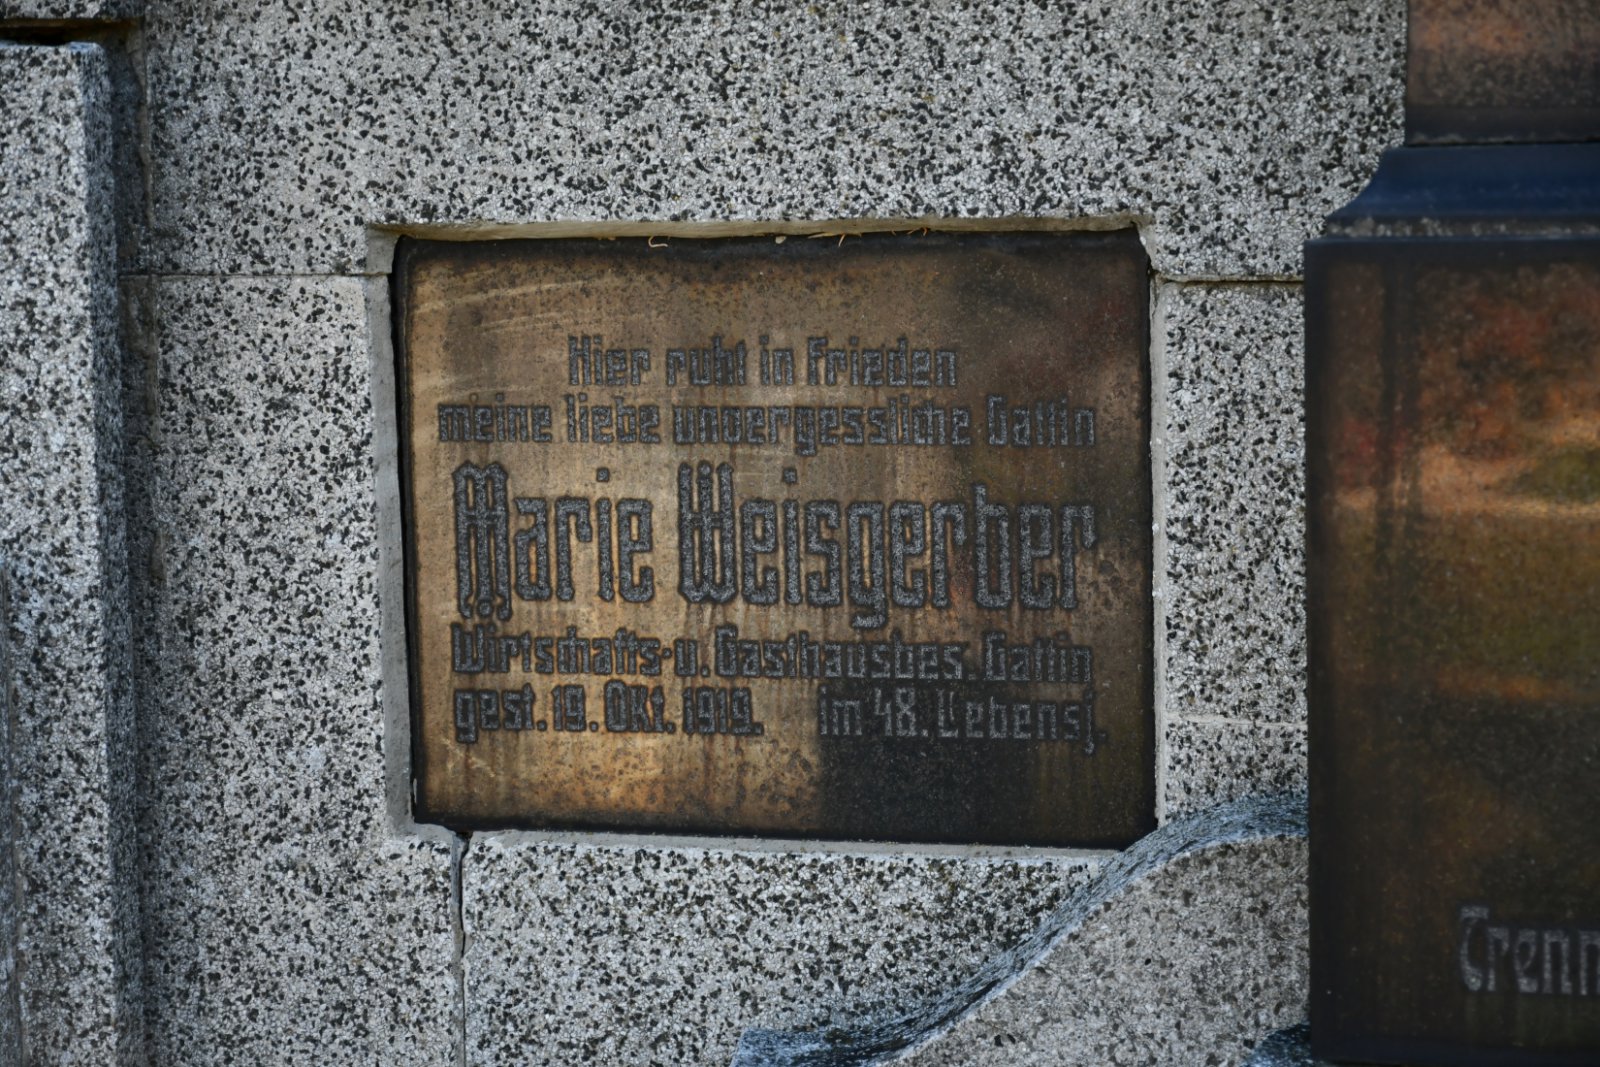 Hier ruht in Frieden
meine liebe unvergessliche Gattin
Marie Weisgerber
Wirtschafts- u. Gasthausbes. Gattin
gest. 19. Okt. 1919. im 48. Lebensj.
Trenn